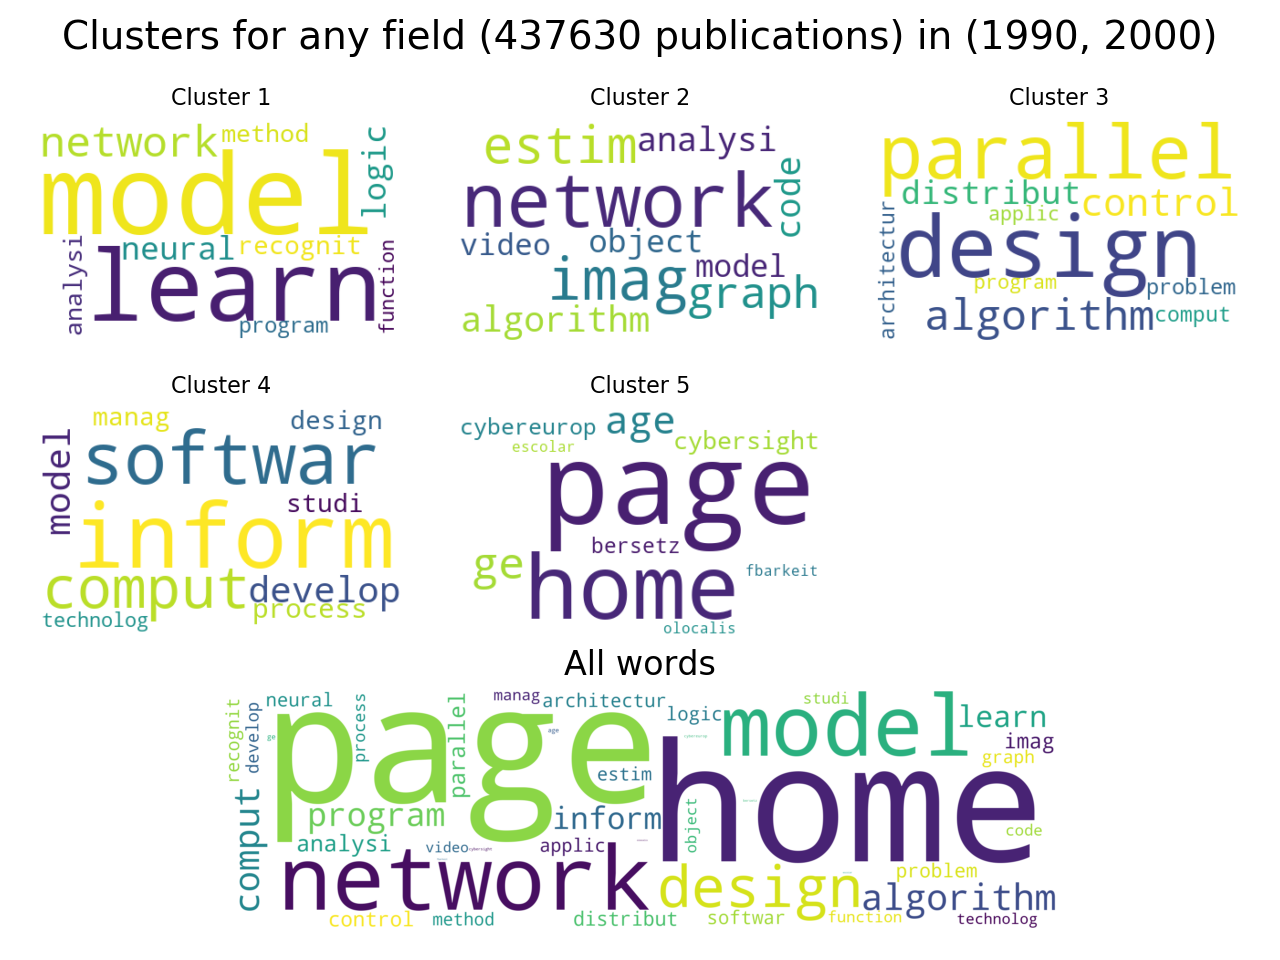 Clusters for any field (437630 publications) in (1990, 2000)
Cluster 1
network
method
logic
model
neural
recognit
analysi
learn
function
program
Cluster 2
estim
analysi
network
code
video
object
imag
model
graph
algorithm
Cluster 3
parallel
distribut
control
applic
architectur
design
program
problem
algorithm
comput
Cluster 4
manag
design
model
softwar
studi
inform
comput
develop
process
technolog
Cluster 5
cybereurop
age
escolar
cybersight
page
bersetz
ge
home
fbarkeit
olocalis
All words
recognit
develop
neural
process
parallel
manag
architectur
logic
studi
model
learn
imag
graph
ge
page
age
cybereurop
estim
home
comput
program
inform
object
code
analysi
video
cybersight
applic
network
design
problem
algorithm
control
method
distribut
softwar
function
technolog